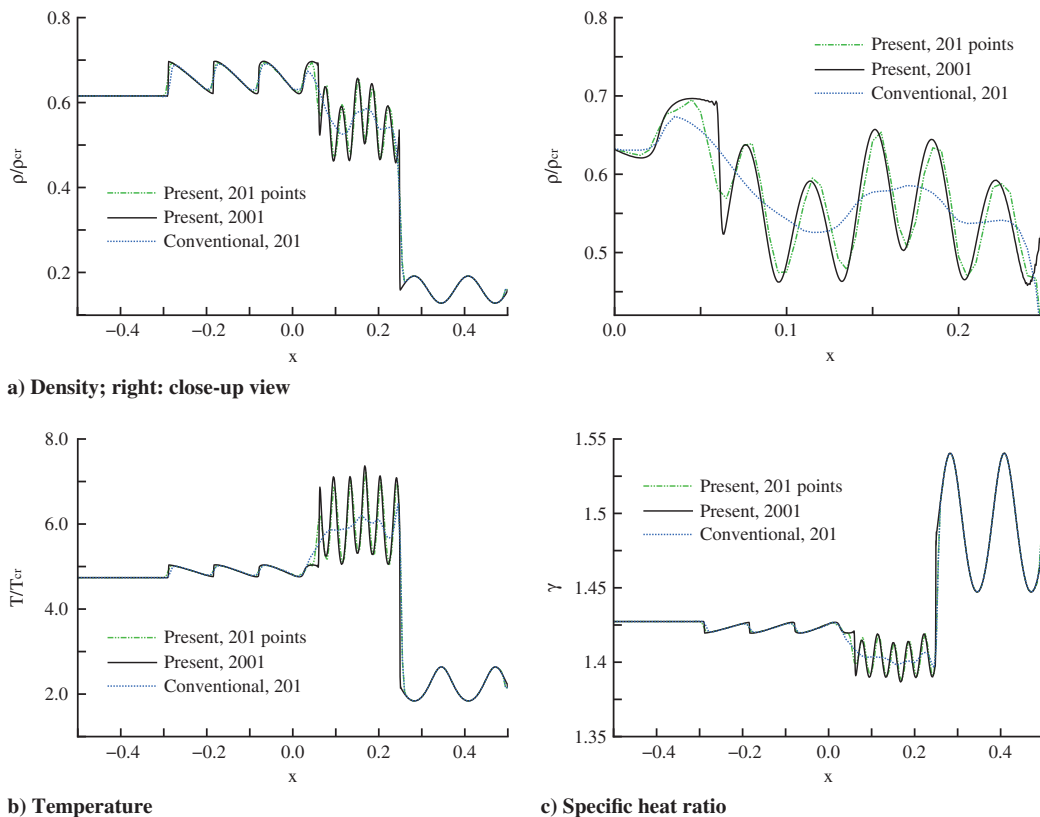 ρ/ρcr
0.8
0.6
0.4
0.2
Present, 201 points
Present, 2001
Conventional, 201
−0.4
−0.2
0.0
0.2
0.4
x
ρ/ρcr
0.8
0.7
0.6
0.5
Present, 201 points
Present, 2001
Conventional, 201
0.0
0.1
0.2
x
a) Density; right: close-up view
T/Tcr
8.0
6.0
4.0
2.0
Present, 201 points
Present, 2001
Conventional, 201
−0.4
−0.2
0.0
0.2
0.4
x
b) Temperature
γ
1.55
1.5
1.45
1.4
1.35
Present, 201 points
Present, 2001
Conventional, 201
−0.4
−0.2
0.0
0.2
0.4
x
c) Specific heat ratio